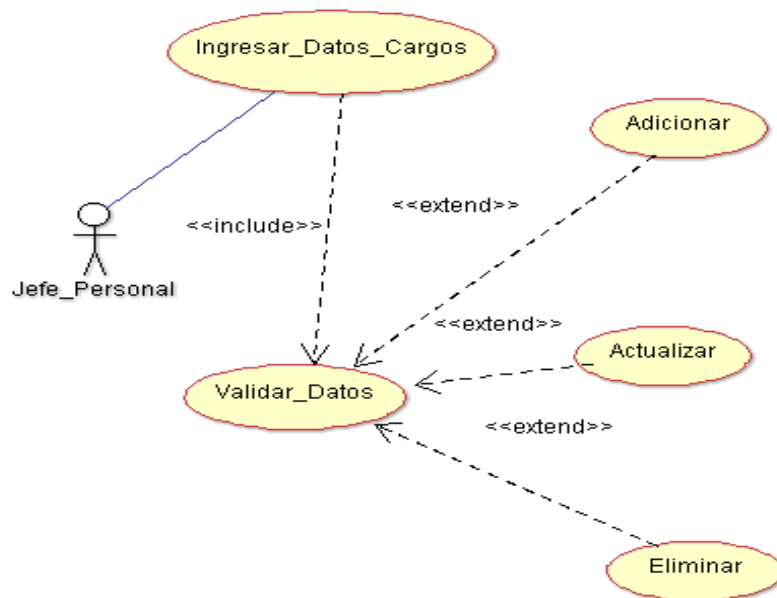 Ingresar_Datos_Cargos
Adicionar
<<extend>>
<<include>>
Jefe_Personal
<<extend>>
Actualizar
Validar_Datos
<<extend>>
Eliminar